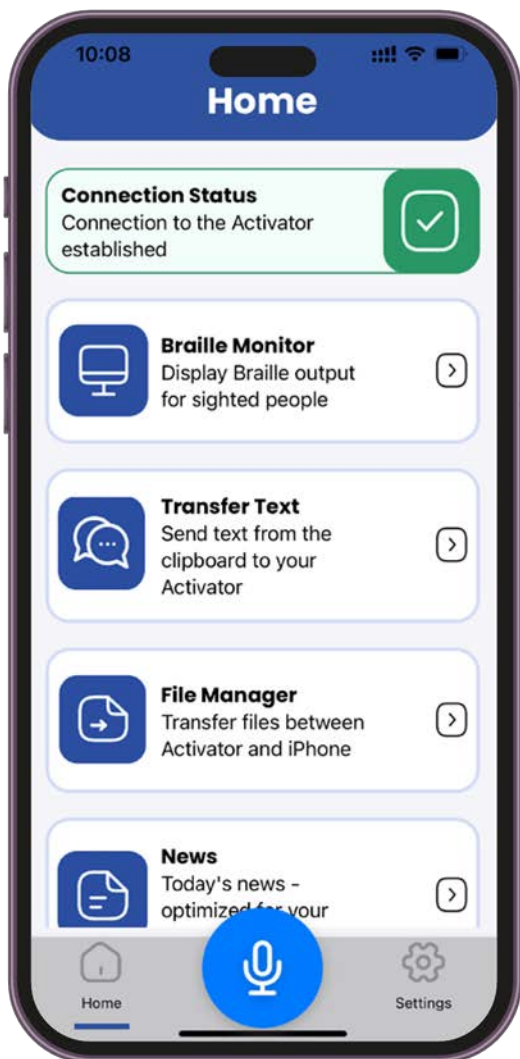 10:08
Home
Connection Status
Connection to the Activator
established
Braille Monitor
Display Braille output
for sighted people
Transfer Text
Send text from the
clipboard to your
Activator
File Manager
Transfer files between
Activator and iPhone
News
Today's news -
optimized for your
Home
Settings